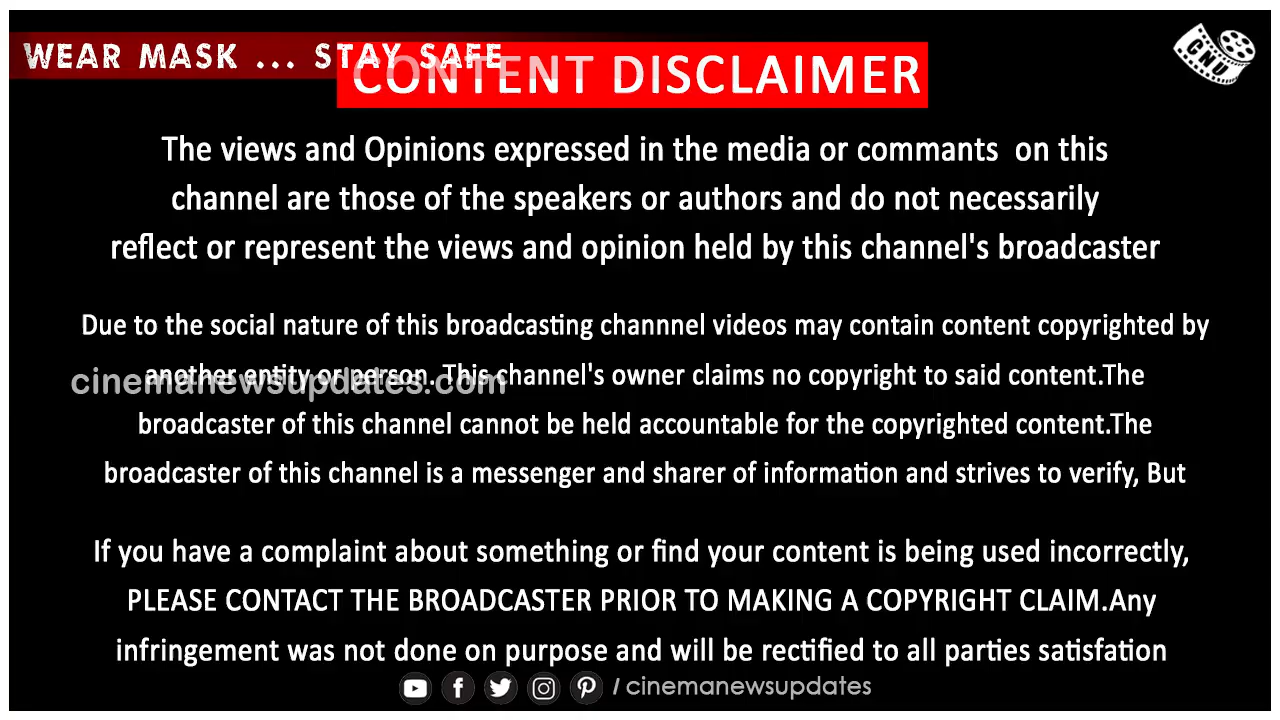 WEAR MASK ... STAY SAFE
CONTENT DISCLAIMER
CNU
The views and Opinions expressed in the media or commants on this
channel are those of the speakers or authors and do not necessarily
reflect or represent the views and opinion held by this channel's broadcaster
Due to the social nature of this broadcasting channnel videos may contain content copyrighted by
another entity or person. This channel's owner claims no copyright to said content.The
cinemanewsupdates.com
broadcaster of this channel cannot be held accountable for the copyrighted content.The
broadcaster of this channel is a messenger and sharer of information and strives to verify, But
If you have a complaint about something or find your content is being used incorrectly,
PLEASE CONTACT THE BROADCASTER PRIOR TO MAKING A COPYRIGHT CLAIM.Any
infringement was not done on purpose and will be rectified to all parties satisfation
/ cinemanewsupdates